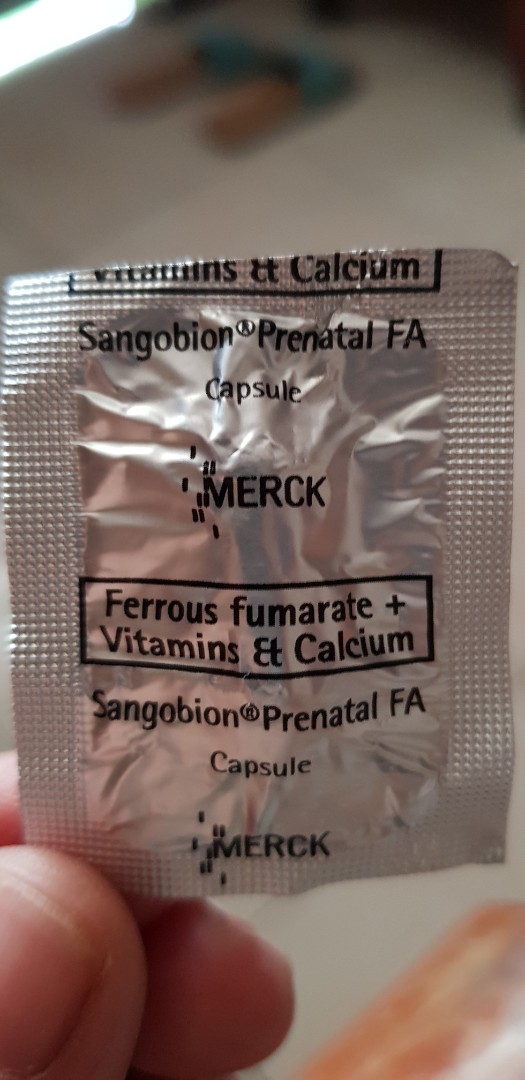 Vitamins & Calcium
Sangobion® Prenatal FA
Capsule
MERCK
Ferrous fumarate +
Vitamins & Calcium
Sangobion® Prenatal FA
Capsule
MERCK